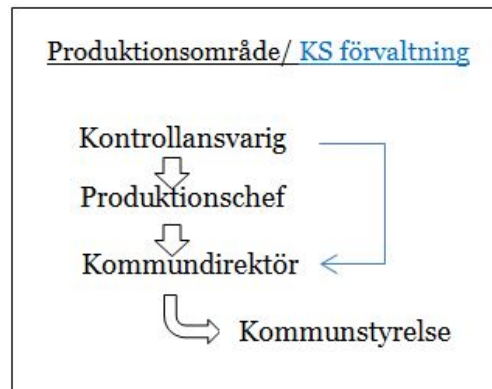 Produktionsområde/ KS förvaltning
Kontrollansvarig
Produktionschef
Kommundirektör
Kommunstyrelse